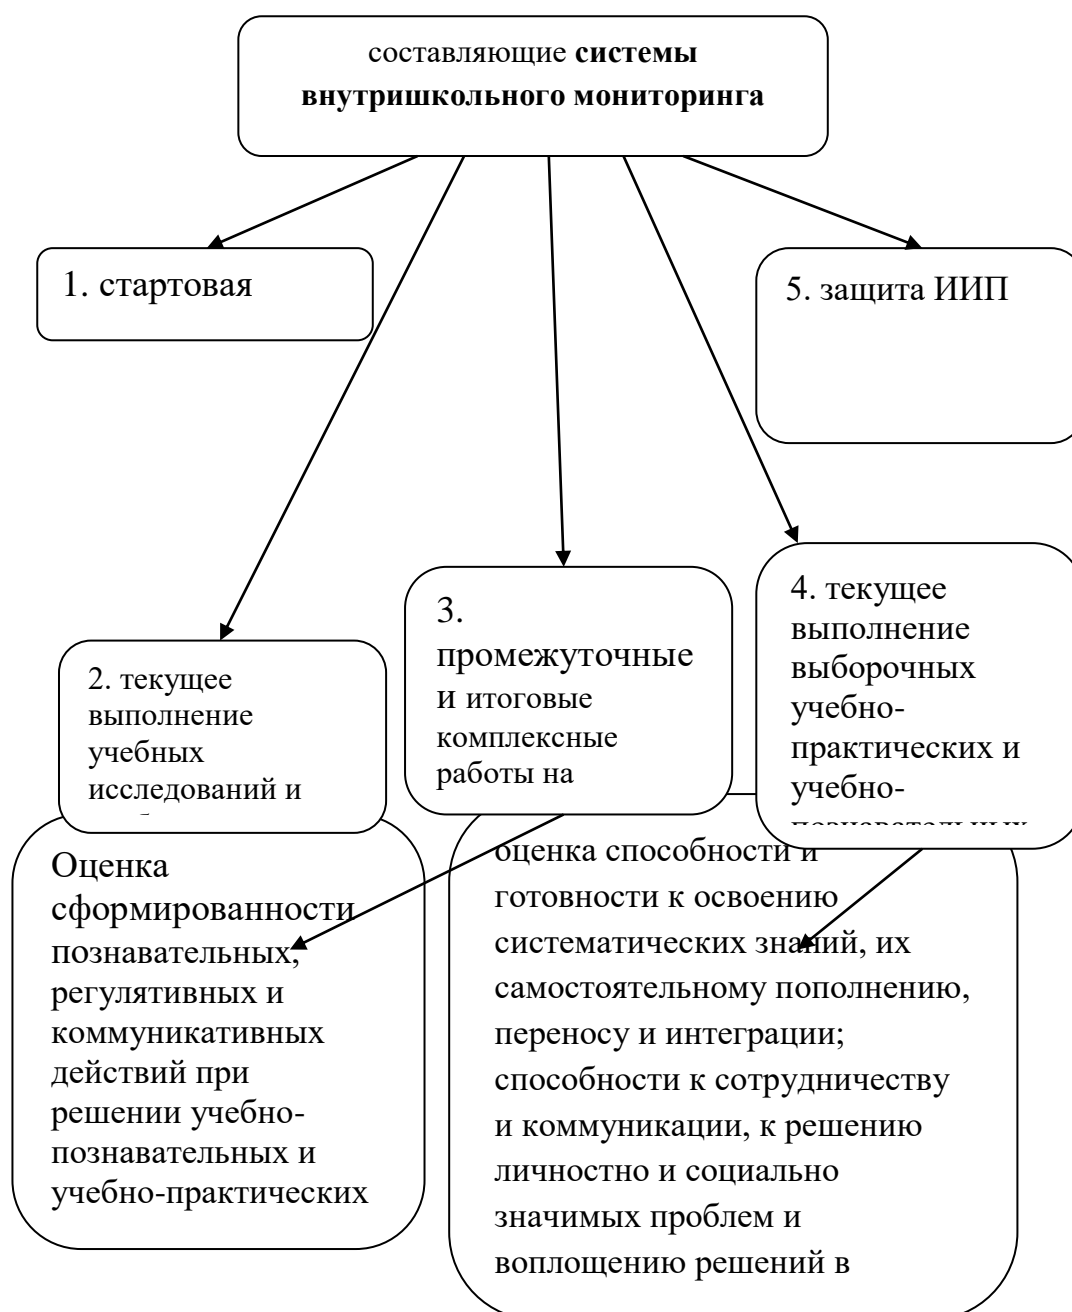 составляющие системы
внутришкольного мониторинга
1. стартовая
5. защита ИИП
2. текущее
выполнение
учебных
исследований и
3.
промежуточные
и итоговые
комплексные
работы на
4. текущее
выполнение
выборочных
учебно-
практических и
учебно-
познавательных
Оценка
сформированности
познавательных,
регулятивных и
коммуникативных
действий при
решении учебно-
познавательных и
учебно-практических
оценка способности и
готовности к освоению
систематических знаний, их
самостоятельному пополнению,
переносу и интеграции;
способности к сотрудничеству
и коммуникации, к решению
личностно и социально
значимых проблем и
воплощению решений в